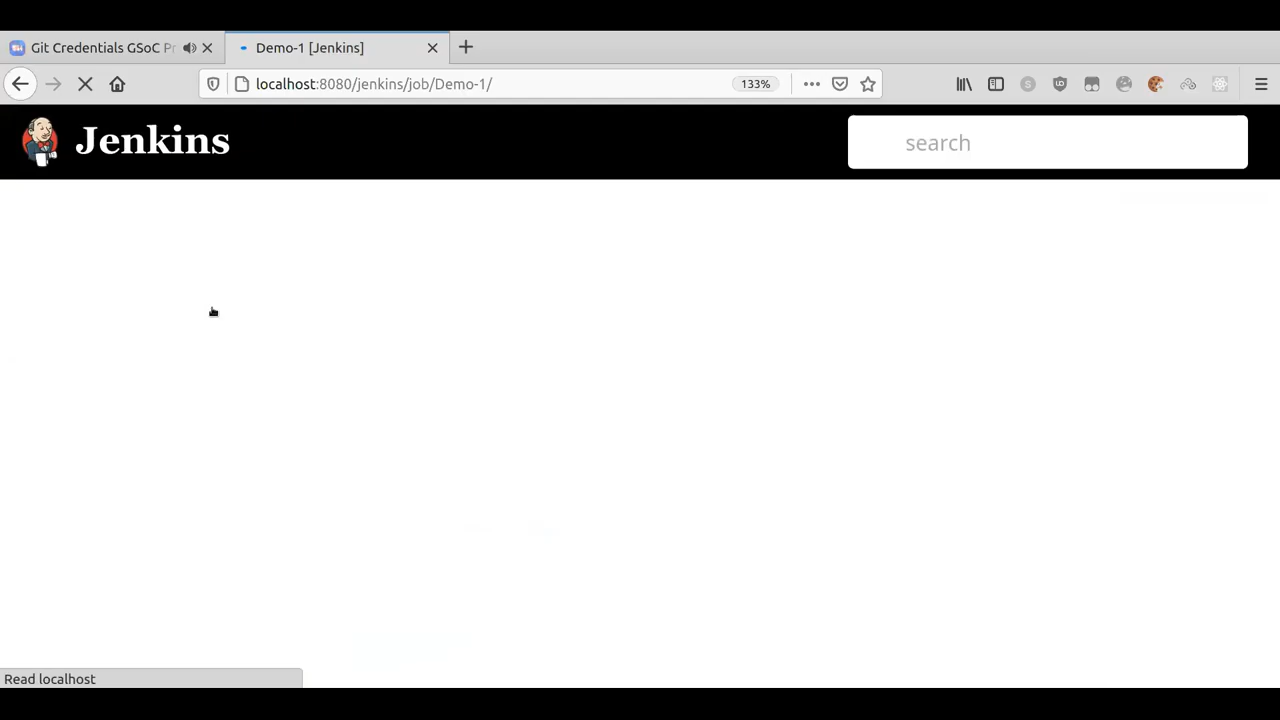 Git Credentials GSoC Pr
Demo-1 [Jenkins]
localhost:8080/jenkins/job/Demo-1/
133%
Jenkins
search
Read localhost